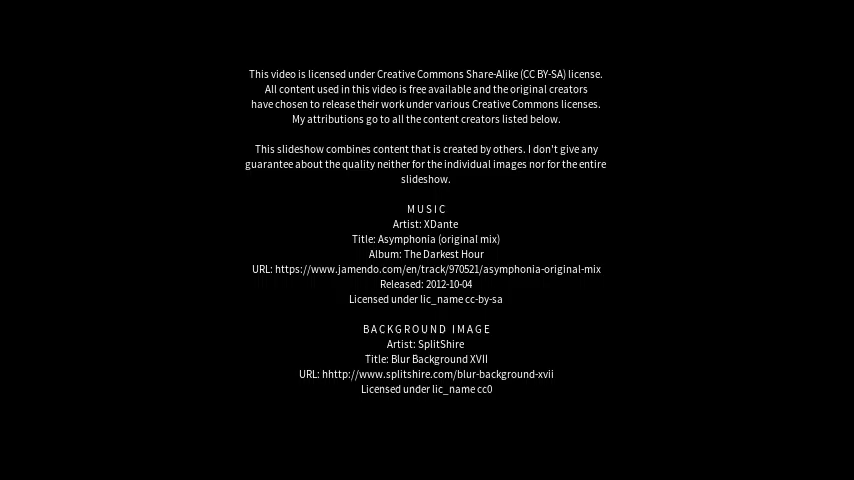 This video is licensed under Creative Commons Share-Alike (CC BY-SA) license.
All content used in this video is free available and the original creators
have chosen to release their work under various Creative Commons licenses.
My attributions go to all the content creators listed below.
This slideshow combines content that is created by others. I don't give any
guarantee about the quality neither for the individual images nor for the entire
slideshow.
MUSIC
Artist: XDante
Title: Asymphonia (original mix)
Album: The Darkest Hour
URL: https://www.jamendo.com/en/track/970521/asymphonia-original-mix
Released: 2012-10-04
Licensed under lic_name cc-by-sa
BACKGROUND IMAGE
Artist: SplitShire
Title: Blur Background XVII
URL: hhttp://www.splitshire.com/blur-background-xvii
Licensed under lic_name cc0